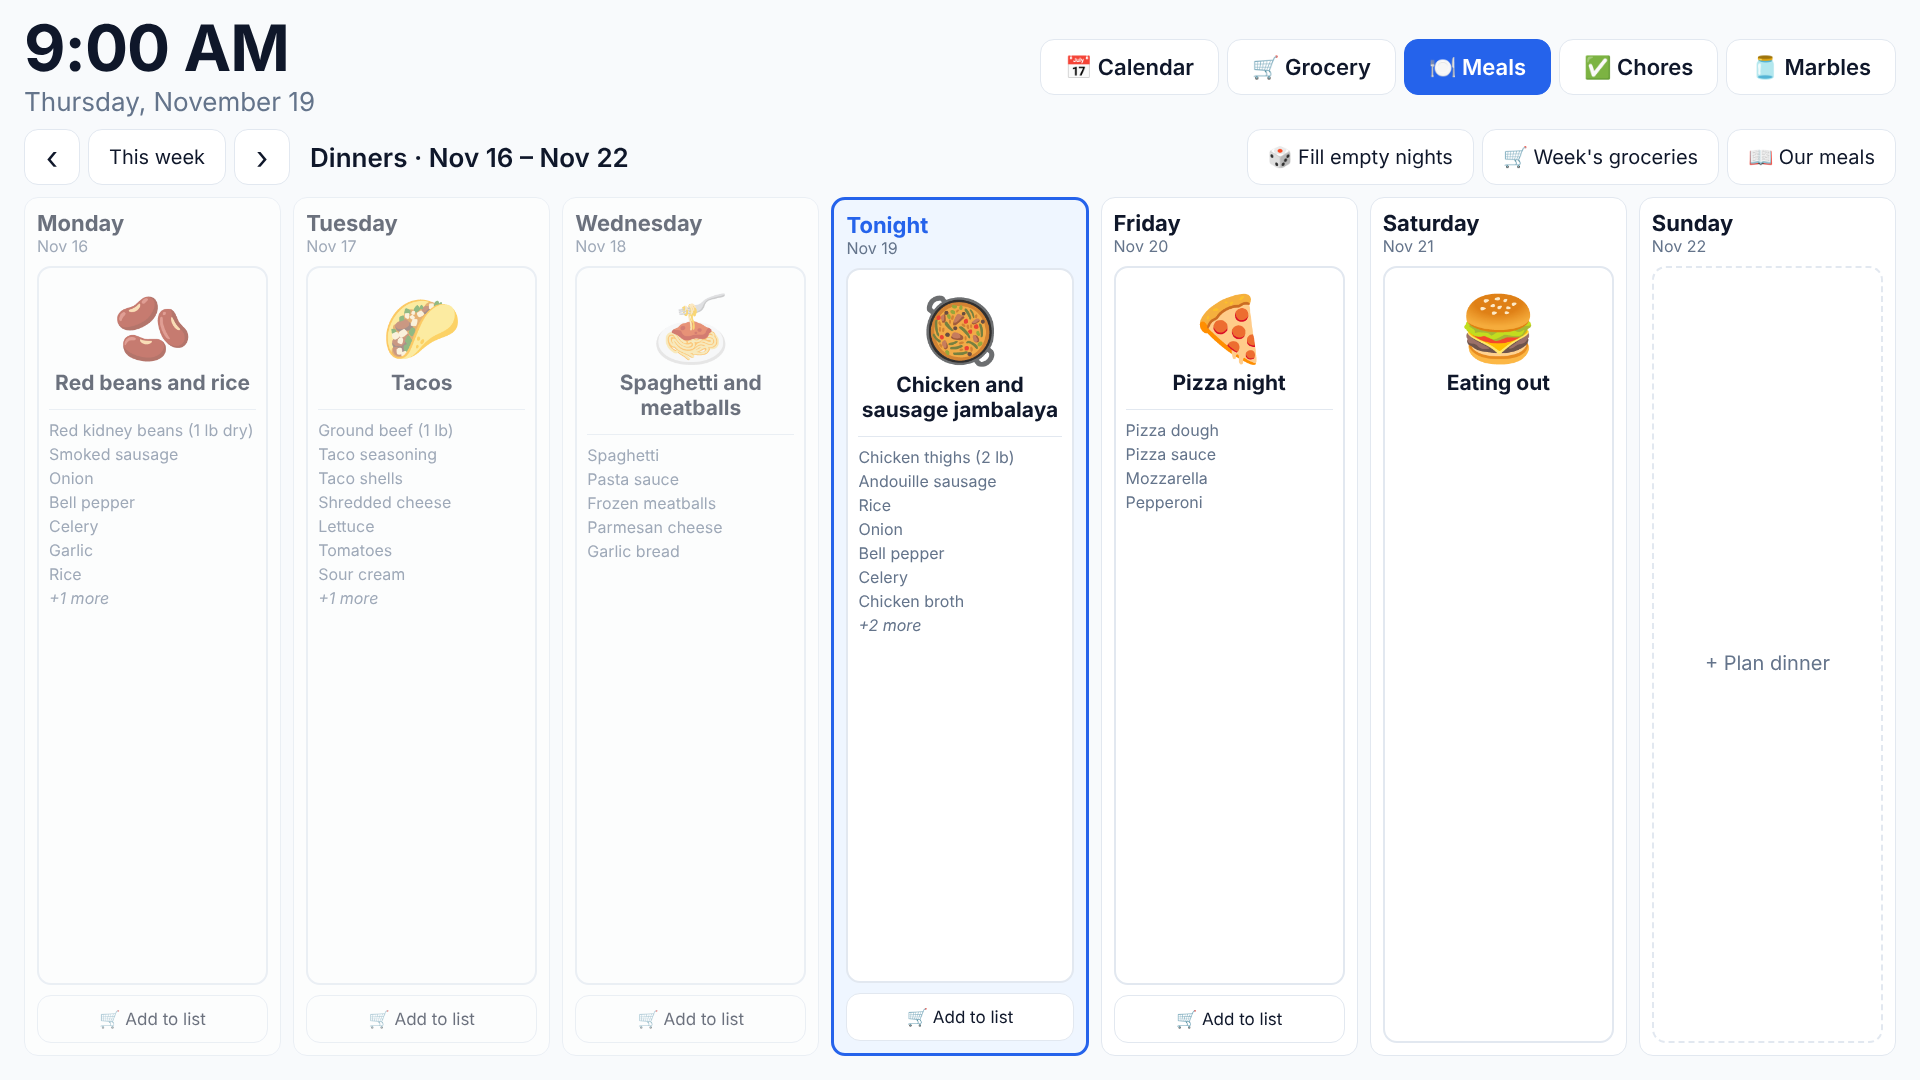 9:00 AM
Thursday, November 19
📅 Calendar
🛒 Grocery
🍽️ Meals
✅ Chores
🫙 Marbles
‹
This week
›
Dinners · Nov 16 – Nov 22
🎲 Fill empty nights
🛒 Week's groceries
📖 Our meals
Monday
Nov 16
Red beans and rice
Red kidney beans (1 lb dry)
Smoked sausage
Onion
Bell pepper
Celery
Garlic
Rice
+1 more
🛒 Add to list
Tuesday
Nov 17
Tacos
Ground beef (1 lb)
Taco seasoning
Taco shells
Shredded cheese
Lettuce
Tomatoes
Sour cream
+1 more
🛒 Add to list
Wednesday
Nov 18
Spaghetti and
meatballs
Spaghetti
Pasta sauce
Frozen meatballs
Parmesan cheese
Garlic bread
🛒 Add to list
Tonight
Nov 19
Chicken and
sausage jambalaya
Chicken thighs (2 lb)
Andouille sausage
Rice
Onion
Bell pepper
Celery
Chicken broth
+2 more
🛒 Add to list
Friday
Nov 20
Pizza night
Pizza dough
Pizza sauce
Mozzarella
Pepperoni
🛒 Add to list
Saturday
Nov 21
Eating out
Sunday
Nov 22
+ Plan dinner